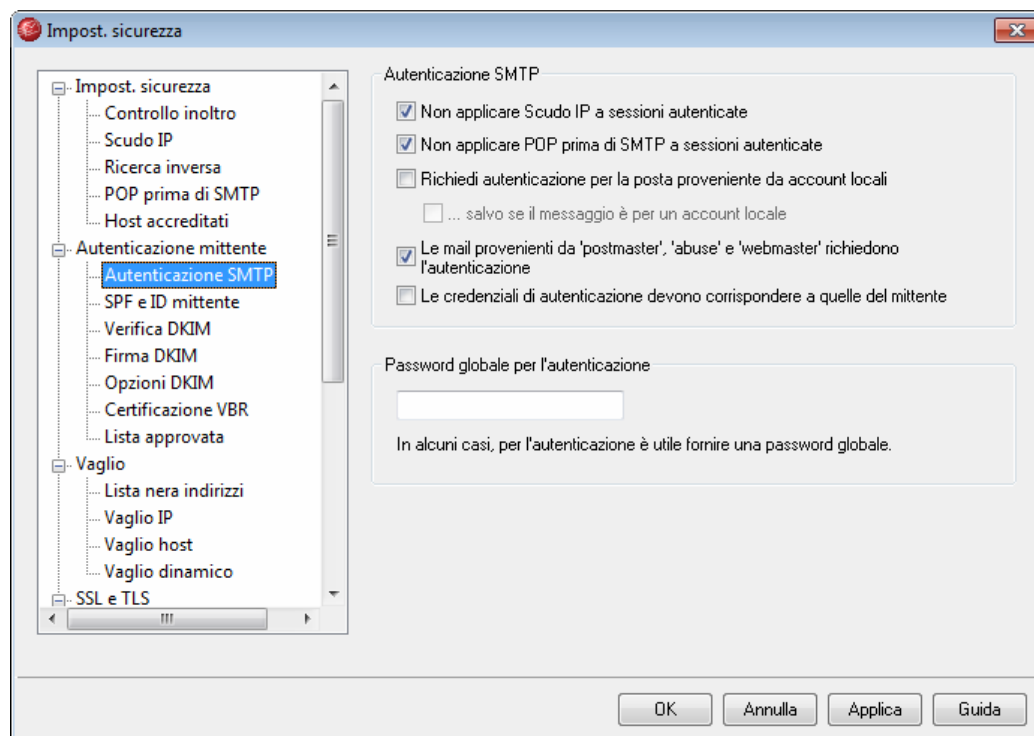 Impost. sicurezza
Impost. sicurezza
Controllo inoltro
Scudo IP
Ricerca inversa
POP prima di SMTP
Host accreditati
Autenticazione mittente
Autenticazione SMTP
SPF e ID mittente
Verifica DKIM
Firma DKIM
Opzioni DKIM
Certificazione VBR
Lista approvata
Vaglio
Lista nera indirizzi
Vaglio IP
Vaglio host
Vaglio dinamico
SSL e TLS
Autenticazione SMTP
Non applicare Scudo IP a sessioni autenticate
Non applicare POP prima di SMTP a sessioni autenticate
Richiedi autenticazione per la posta proveniente da account locali
... salvo se il messaggio è per un account locale
Le mail provenienti da 'postmaster', 'abuse' e 'webmaster' richiedono
l'autenticazione
Le credenziali di autenticazione devono corrispondere a quelle del mittente
Password globale per l'autenticazione
In alcuni casi, per l'autenticazione è utile fornire una password globale.
OK
Annulla
Applica
Guida